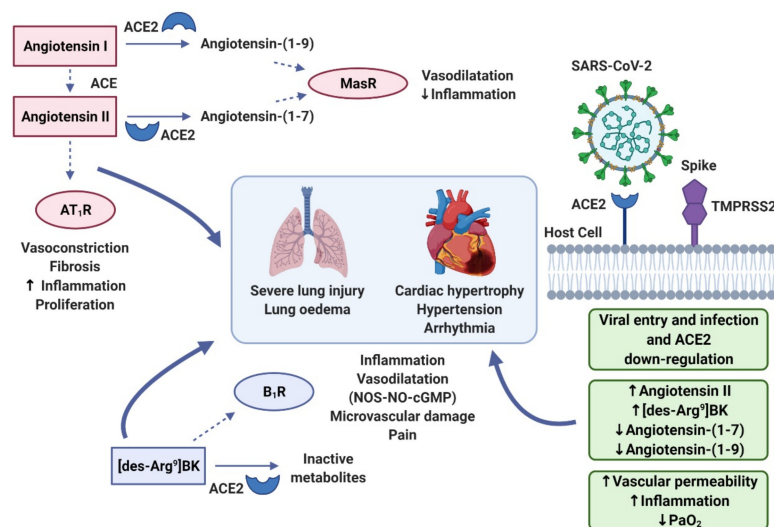 ACE2
Angiotensin I
Angiotensin-(1-9)
ACE
MasR
Vasodilatation
↓Inflammation
Angiotensin II
Angiotensin-(1-7)
ACE2
AT₁R
Vasoconstriction
Fibrosis
↑ Inflammation
Proliferation
SARS-CoV-2
Spike
ACE2
TMPRSS2
Host Cell
Severe lung injury
Lung oedema
Cardiac hypertrophy
Hypertension
Arrhythmia
Viral entry and infection
and ACE2
down-regulation
Inflammation
Vasodilatation
(NOS-NO-cGMP)
Microvascular damage
Pain
B₁R
↑Angiotensin II
↑[des-Arg⁹]BK
↓Angiotensin-(1-7)
↓Angiotensin-(1-9)
[des-Arg⁹]BK
ACE2
Inactive
metabolites
↑Vascular permeability
↑Inflammation
↓PaO₂